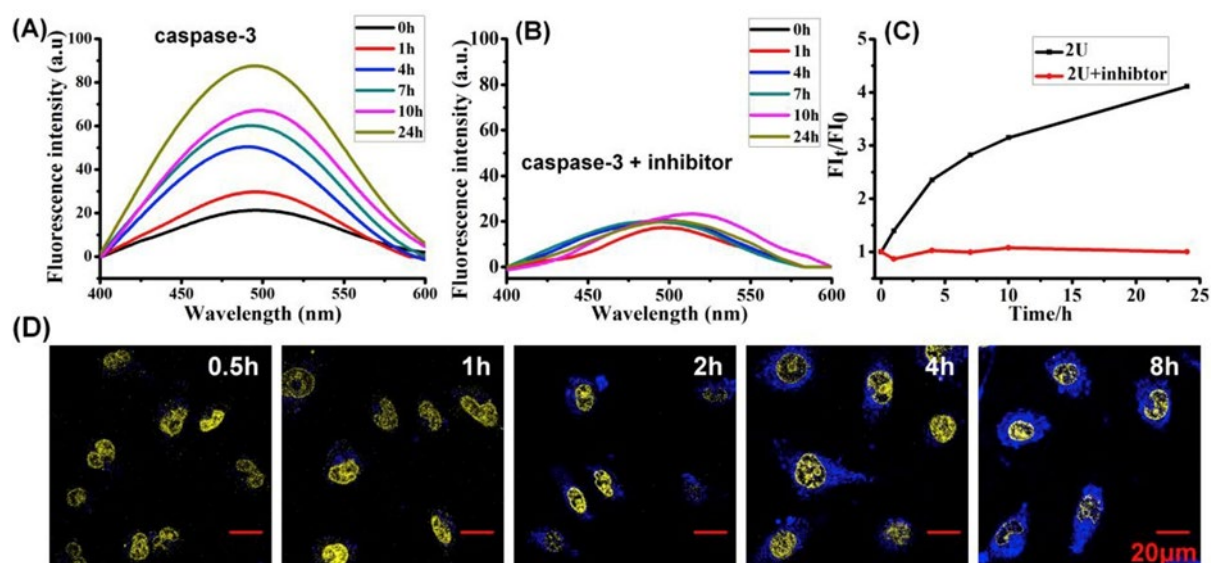 (A)
caspase-3
Fluorescence intensity (a.u)
100
80
60
40
20
0
400
450
500
550
600
Wavelength (nm)
0h
1h
4h
7h
10h
24h
(B)
caspase-3 + inhibitor
Fluorescence intensity (a.u.)
100
80
60
40
20
0
400
450
500
550
600
Wavelength (nm)
0h
1h
4h
7h
10h
24h
(C)
2U
2U+inhibtor
FIt/FI0
5
4
3
2
1
0
5
10
15
20
25
Time/h
(D)
0.5h
1h
2h
4h
8h
20μm